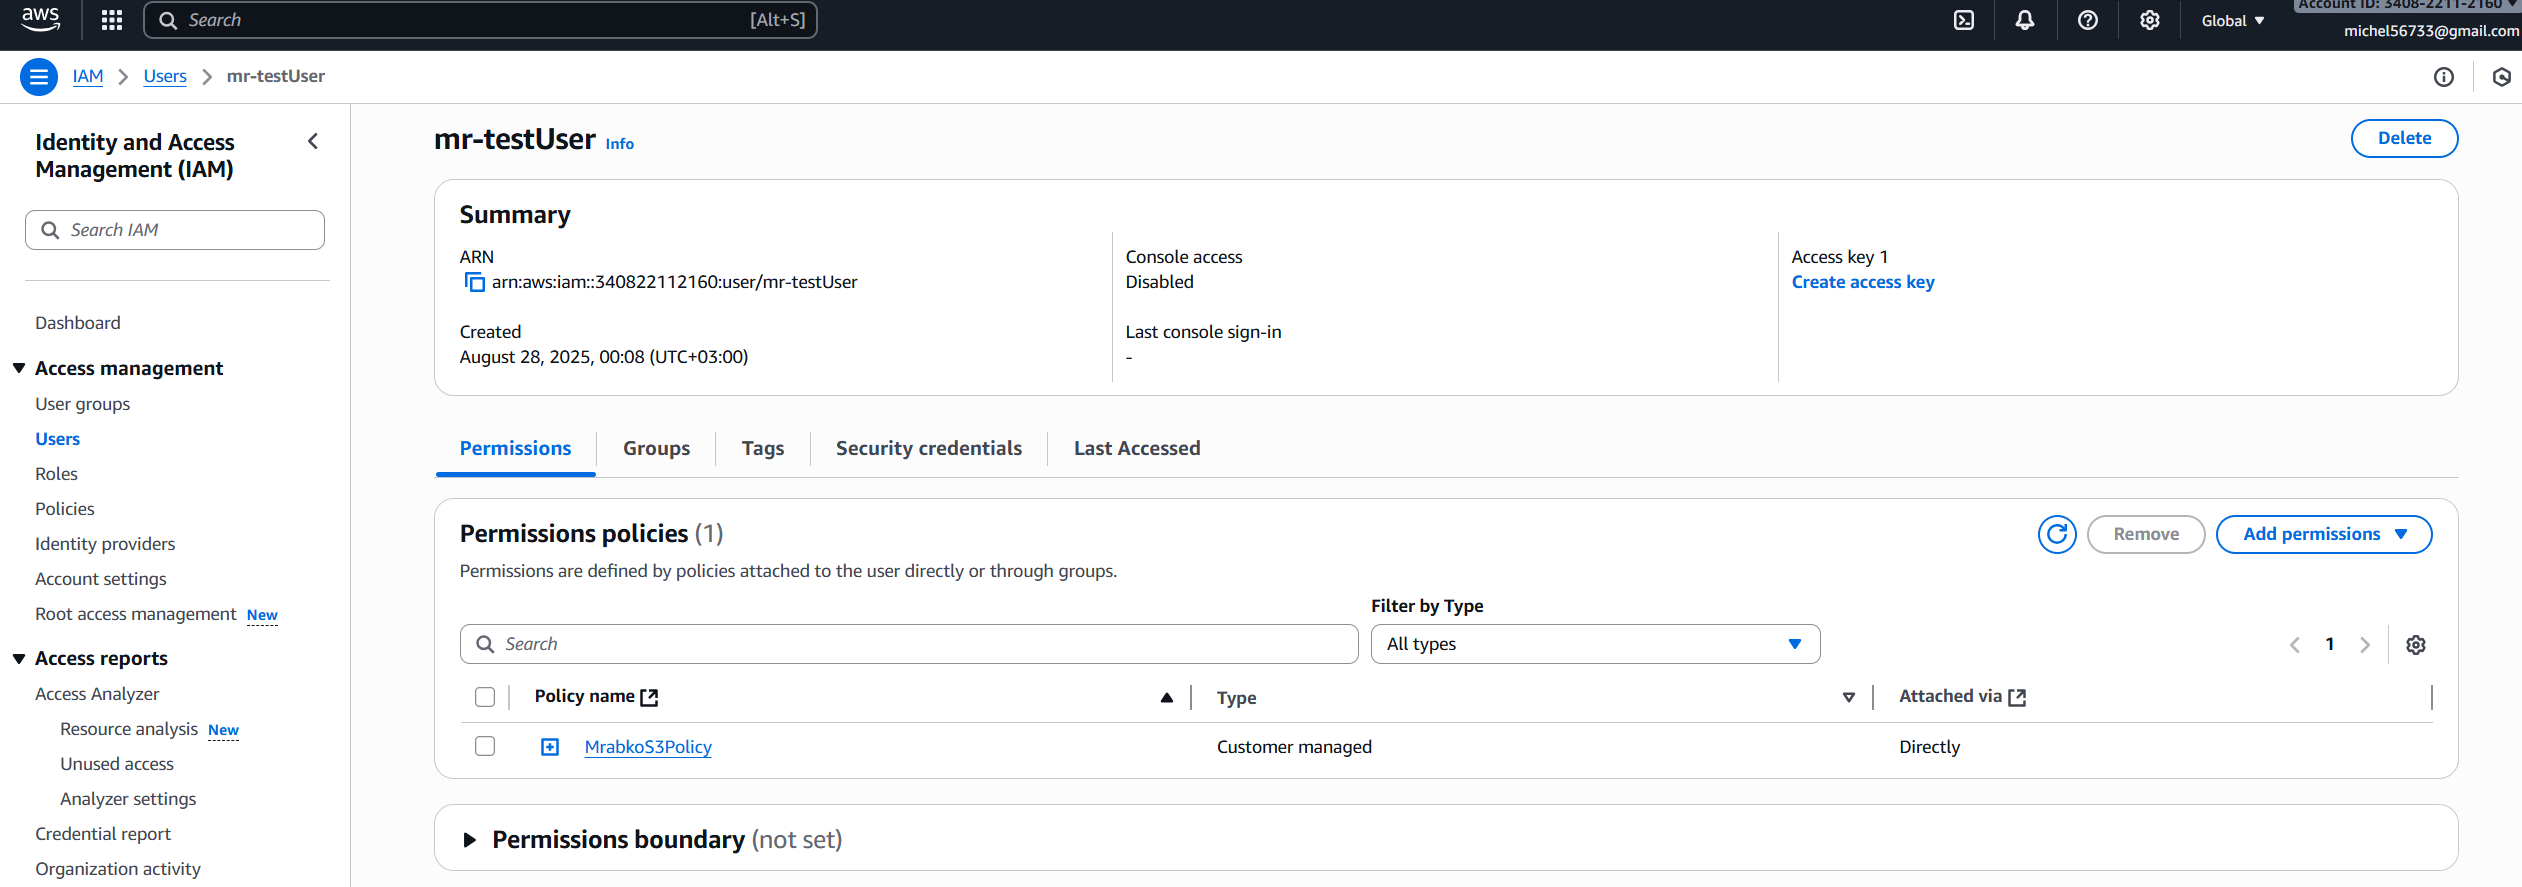 aws
Search [Alt+S]
Global
Account ID: 3408-2211-2160
michel56733@gmail.com
IAM > Users > mr-testUser
Identity and Access
Management (IAM)
Search IAM
Dashboard
Access management
User groups
Users
Roles
Policies
Identity providers
Account settings
Root access management New
Access reports
Access Analyzer
Resource analysis New
Unused access
Analyzer settings
Credential report
Organization activity
mr-testUser Info
Delete
Summary
ARN
arn:aws:iam::340822112160:user/mr-testUser
Created
August 28, 2025, 00:08 (UTC+03:00)
Console access
Disabled
Last console sign-in
-
Access key 1
Create access key
Permissions Groups Tags Security credentials Last Accessed
Permissions policies (1)
Remove
Add permissions
Permissions are defined by policies attached to the user directly or through groups.
Filter by Type
Search
All types
1
Policy name Type Attached via
MrabkoS3Policy Customer managed Directly
Permissions boundary (not set)